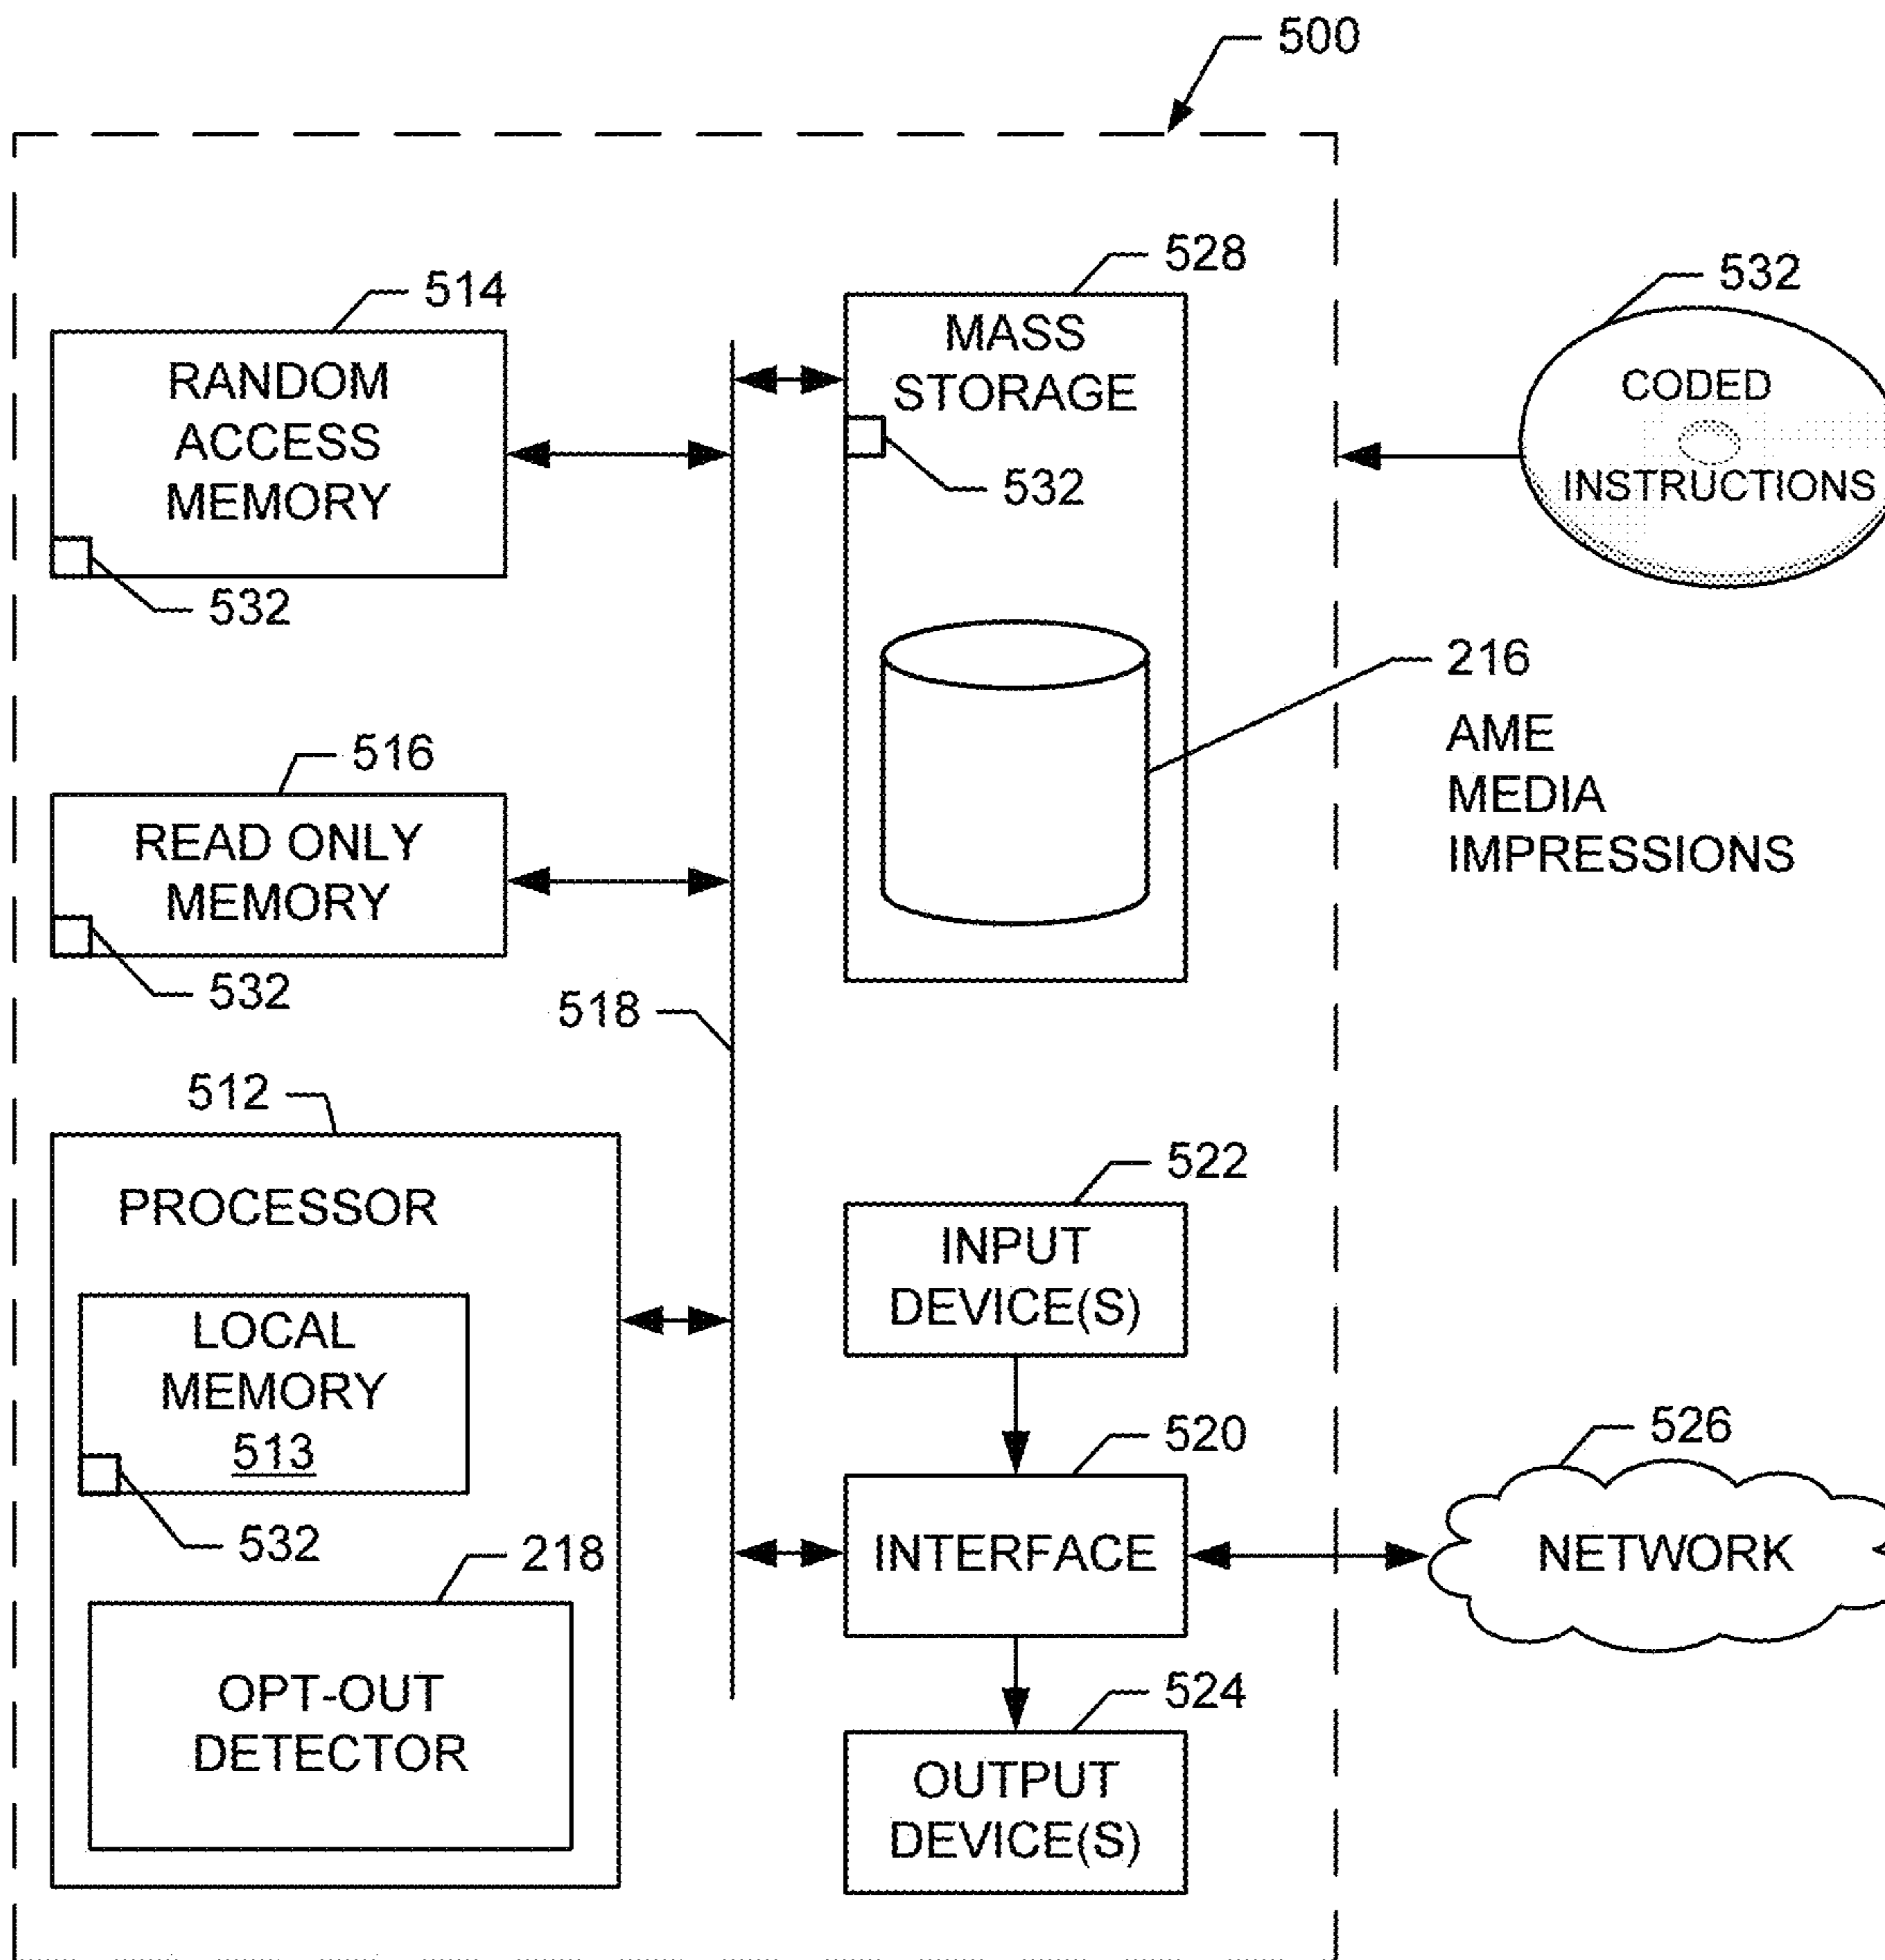 500
514
RANDOM
ACCESS
MEMORY
532
528
MASS
STORAGE
532
532
CODED
INSTRUCTIONS
216
AME
MEDIA
IMPRESSIONS
516
READ ONLY
MEMORY
532
518
512
PROCESSOR
LOCAL
MEMORY
513
532
218
OPT-OUT
DETECTOR
522
INPUT
DEVICE(S)
520
INTERFACE
526
NETWORK
524
OUTPUT
DEVICE(S)